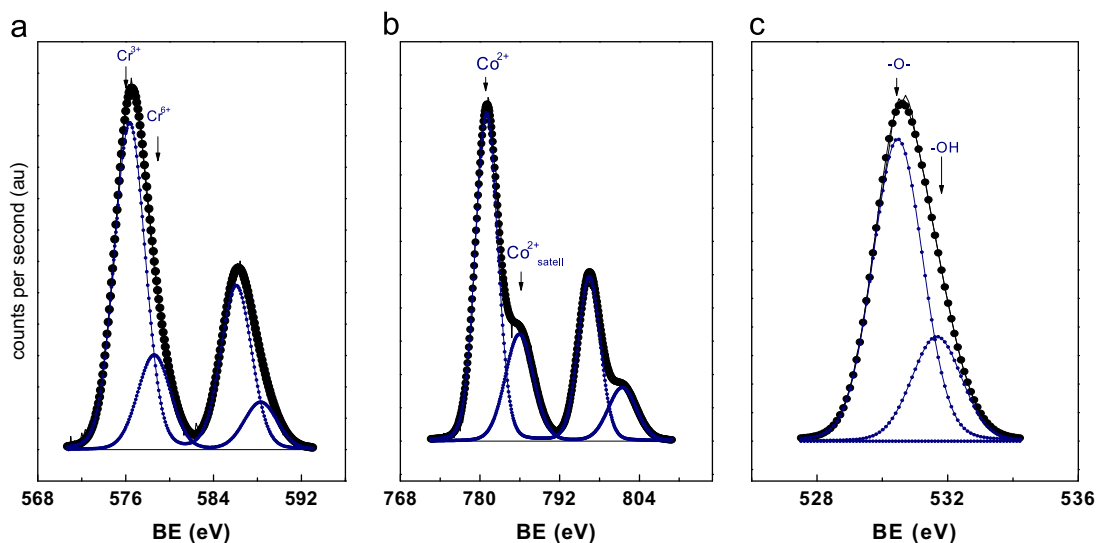 a
b
c
Cr3+
Cr6+
Co2+
Co2+ satell
-O-
-OH
counts per second (au)
568 576 584 592
768 780 792 804
528 532 536
BE (eV)
BE (eV)
BE (eV)